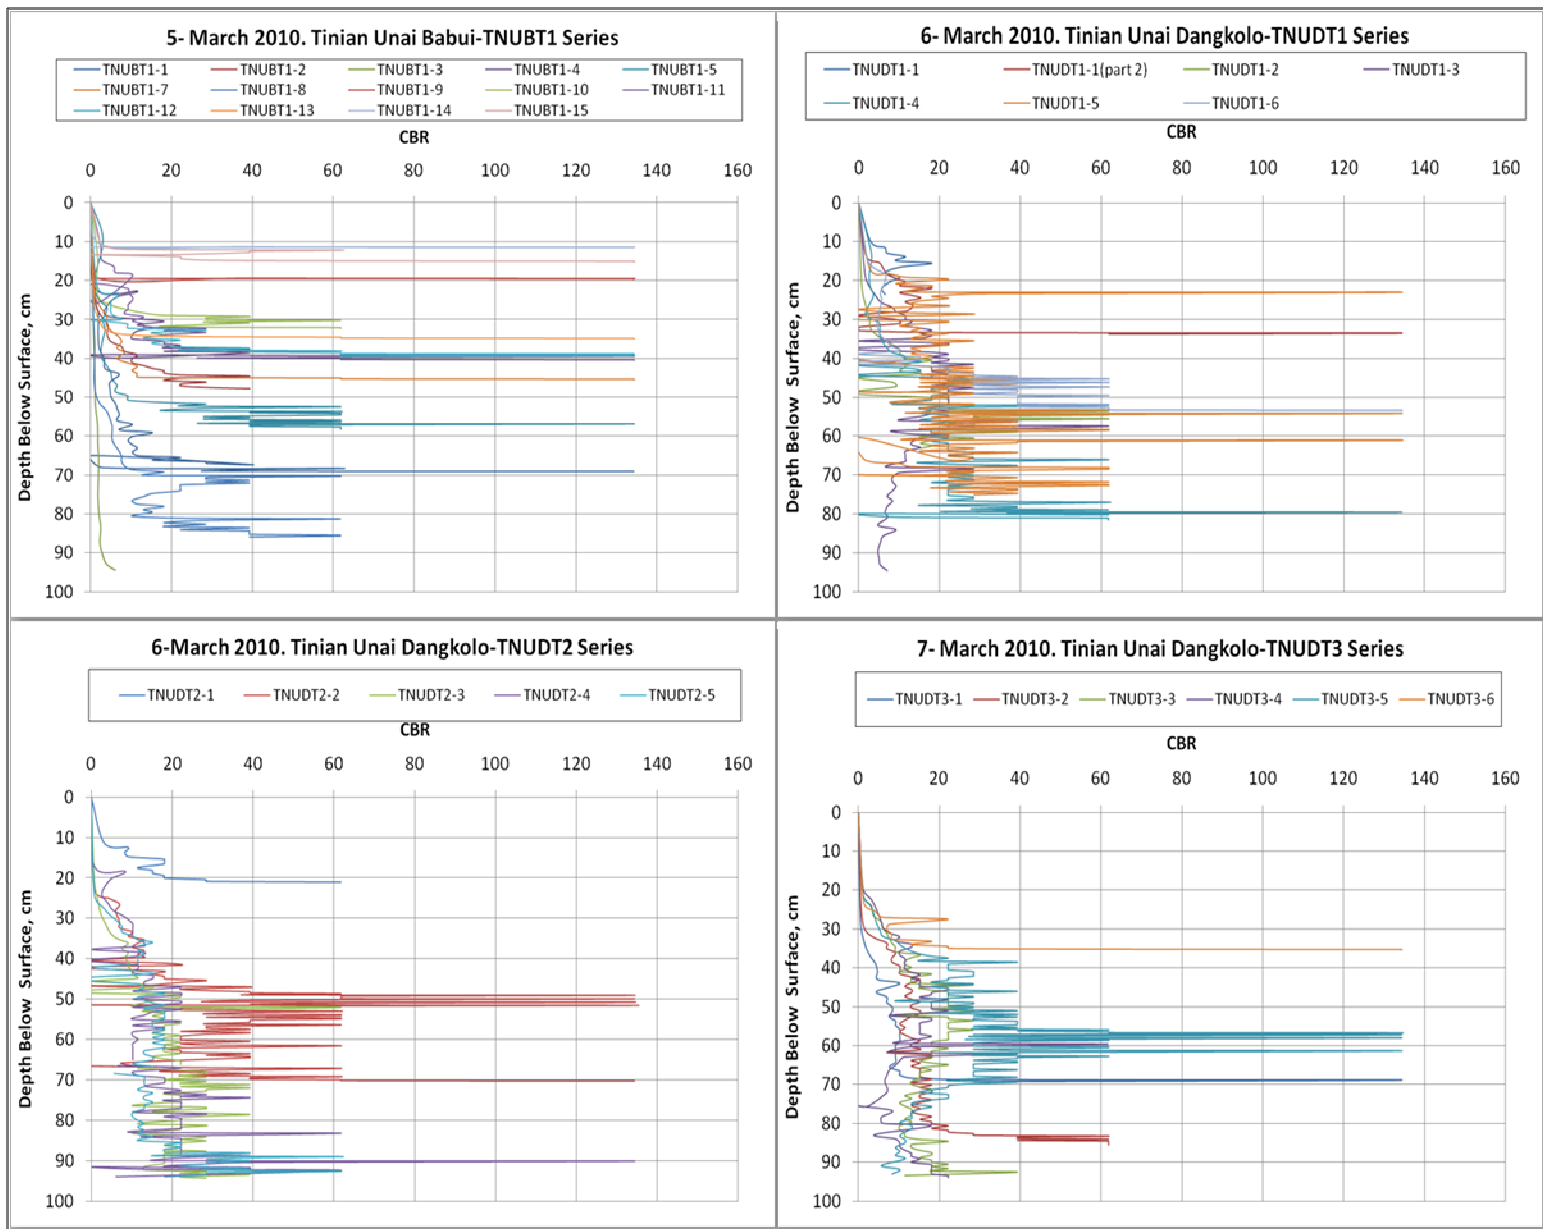 5- March 2010. Tinian Unai Babui-TNUBT1 Series
TNUBT1-1 TNUBT1-2 TNUBT1-3 TNUBT1-4 TNUBT1-5
TNUBT1-7 TNUBT1-8 TNUBT1-9 TNUBT1-10 TNUBT1-11
TNUBT1-12 TNUBT1-13 TNUBT1-14 TNUBT1-15
CBR
0 20 40 60 80 100 120 140 160
0
10
20
30
40
50
60
70
80
90
100
Depth Below Surface, cm
6- March 2010. Tinian Unai Dangkolo-TNUDT1 Series
TNUDT1-1 TNUDT1-1(part 2) TNUDT1-2 TNUDT1-3
TNUDT1-4 TNUDT1-5 TNUDT1-6
CBR
0 20 40 60 80 100 120 140 160
0
10
20
30
40
50
60
70
80
90
100
Depth Below Surface, cm
6-March 2010. Tinian Unai Dangkolo-TNUDT2 Series
TNUDT2-1 TNUDT2-2 TNUDT2-3 TNUDT2-4 TNUDT2-5
CBR
0 20 40 60 80 100 120 140 160
0
10
20
30
40
50
60
70
80
90
100
Depth Below Surface, cm
7- March 2010. Tinian Unai Dangkolo-TNUDT3 Series
TNUDT3-1 TNUDT3-2 TNUDT3-3 TNUDT3-4 TNUDT3-5 TNUDT3-6
CBR
0 20 40 60 80 100 120 140 160
0
10
20
30
40
50
60
70
80
90
100
Depth Below Surface, cm